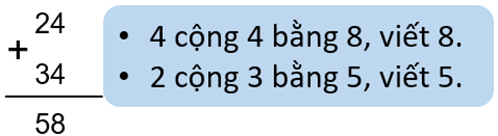 24
+
34
58
• 4 cộng 4 bằng 8, viết 8.
• 2 cộng 3 bằng 5, viết 5.